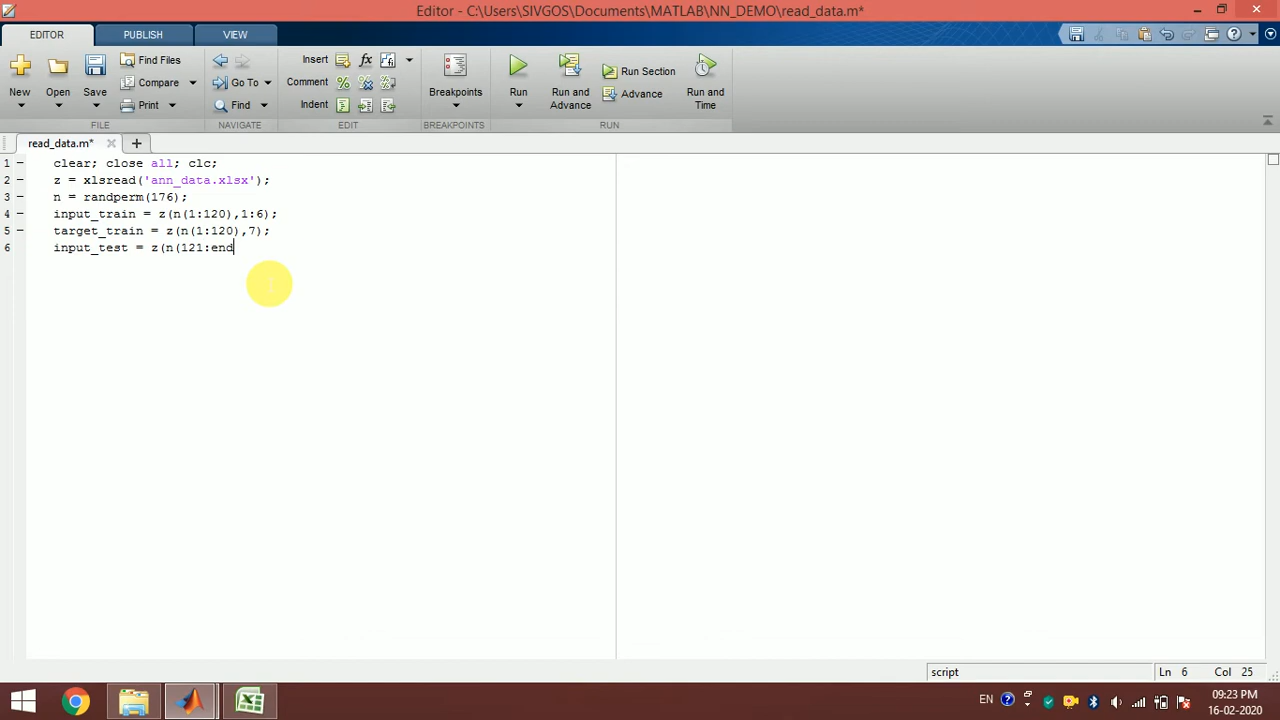 Editor - C:\Users\SIVGOS\Documents\MATLAB\NN_DEMO\read_data.m*
EDITOR PUBLISH VIEW
New Open Save Find Files Compare Print
Go To Find
Insert fx
Comment
Indent
Breakpoints
Run Run and Advance Run Section Advance Run and Time
FILE NAVIGATE EDIT BREAKPOINTS RUN
read_data.m*
1 clear; close all; clc;
2 z = xlsread('ann_data.xlsx');
3 n = randperm(176);
4 input_train = z(n(1:120),1:6);
5 target_train = z(n(1:120),7);
6 input_test = z(n(121:end
script Ln 6 Col 25
EN 09:23 PM
16-02-2020